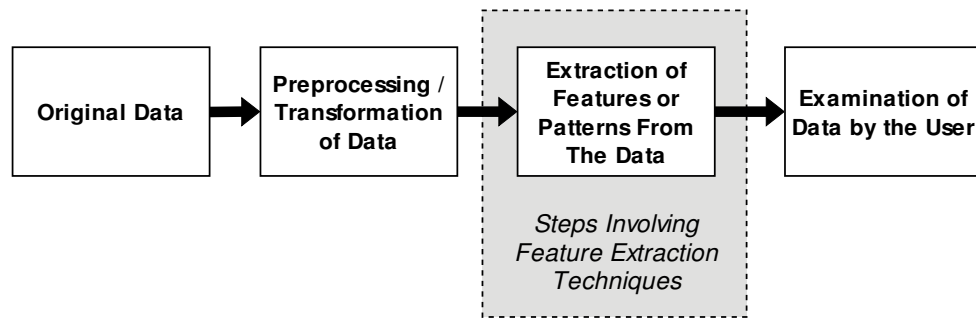 Original Data
Preprocessing /
Transformation
of Data
Extraction of
Features or
Patterns From
The Data
Examination of
Data by the User
Steps Involving
Feature Extraction
Techniques